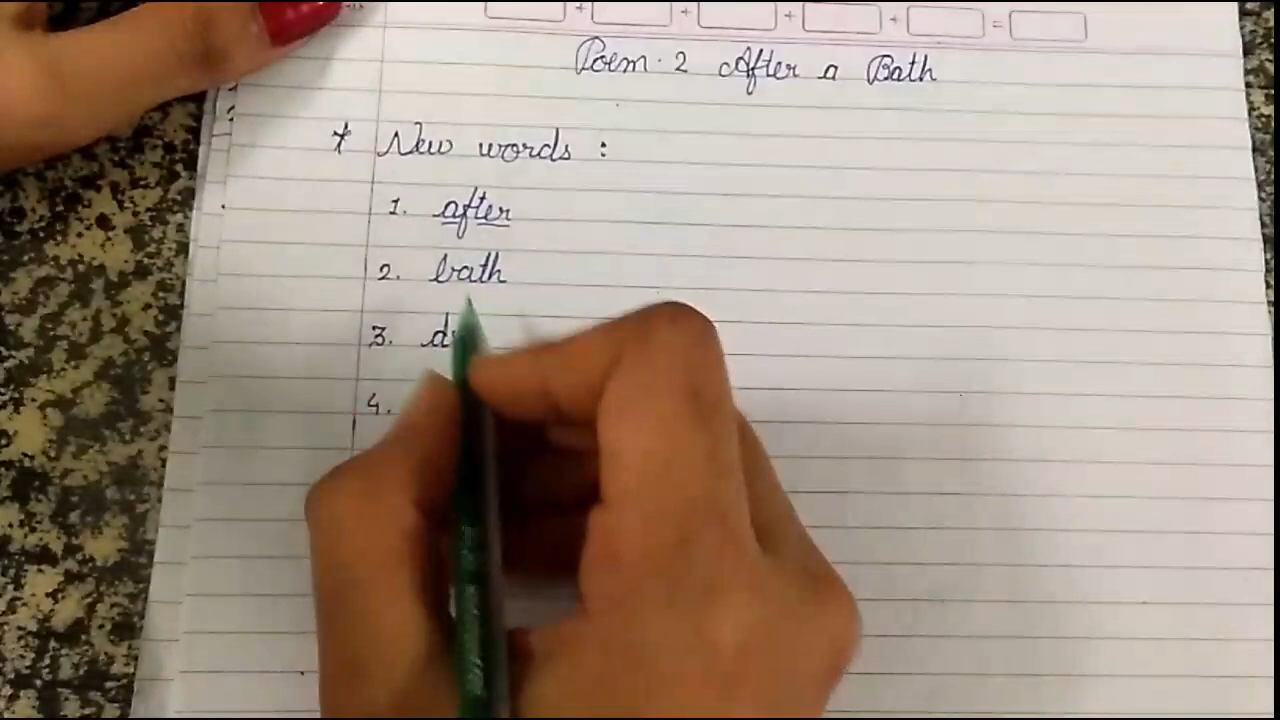 + + + + =
Poem. 2 After a Bath
* New words :
1. after
2. bath
3.
4.